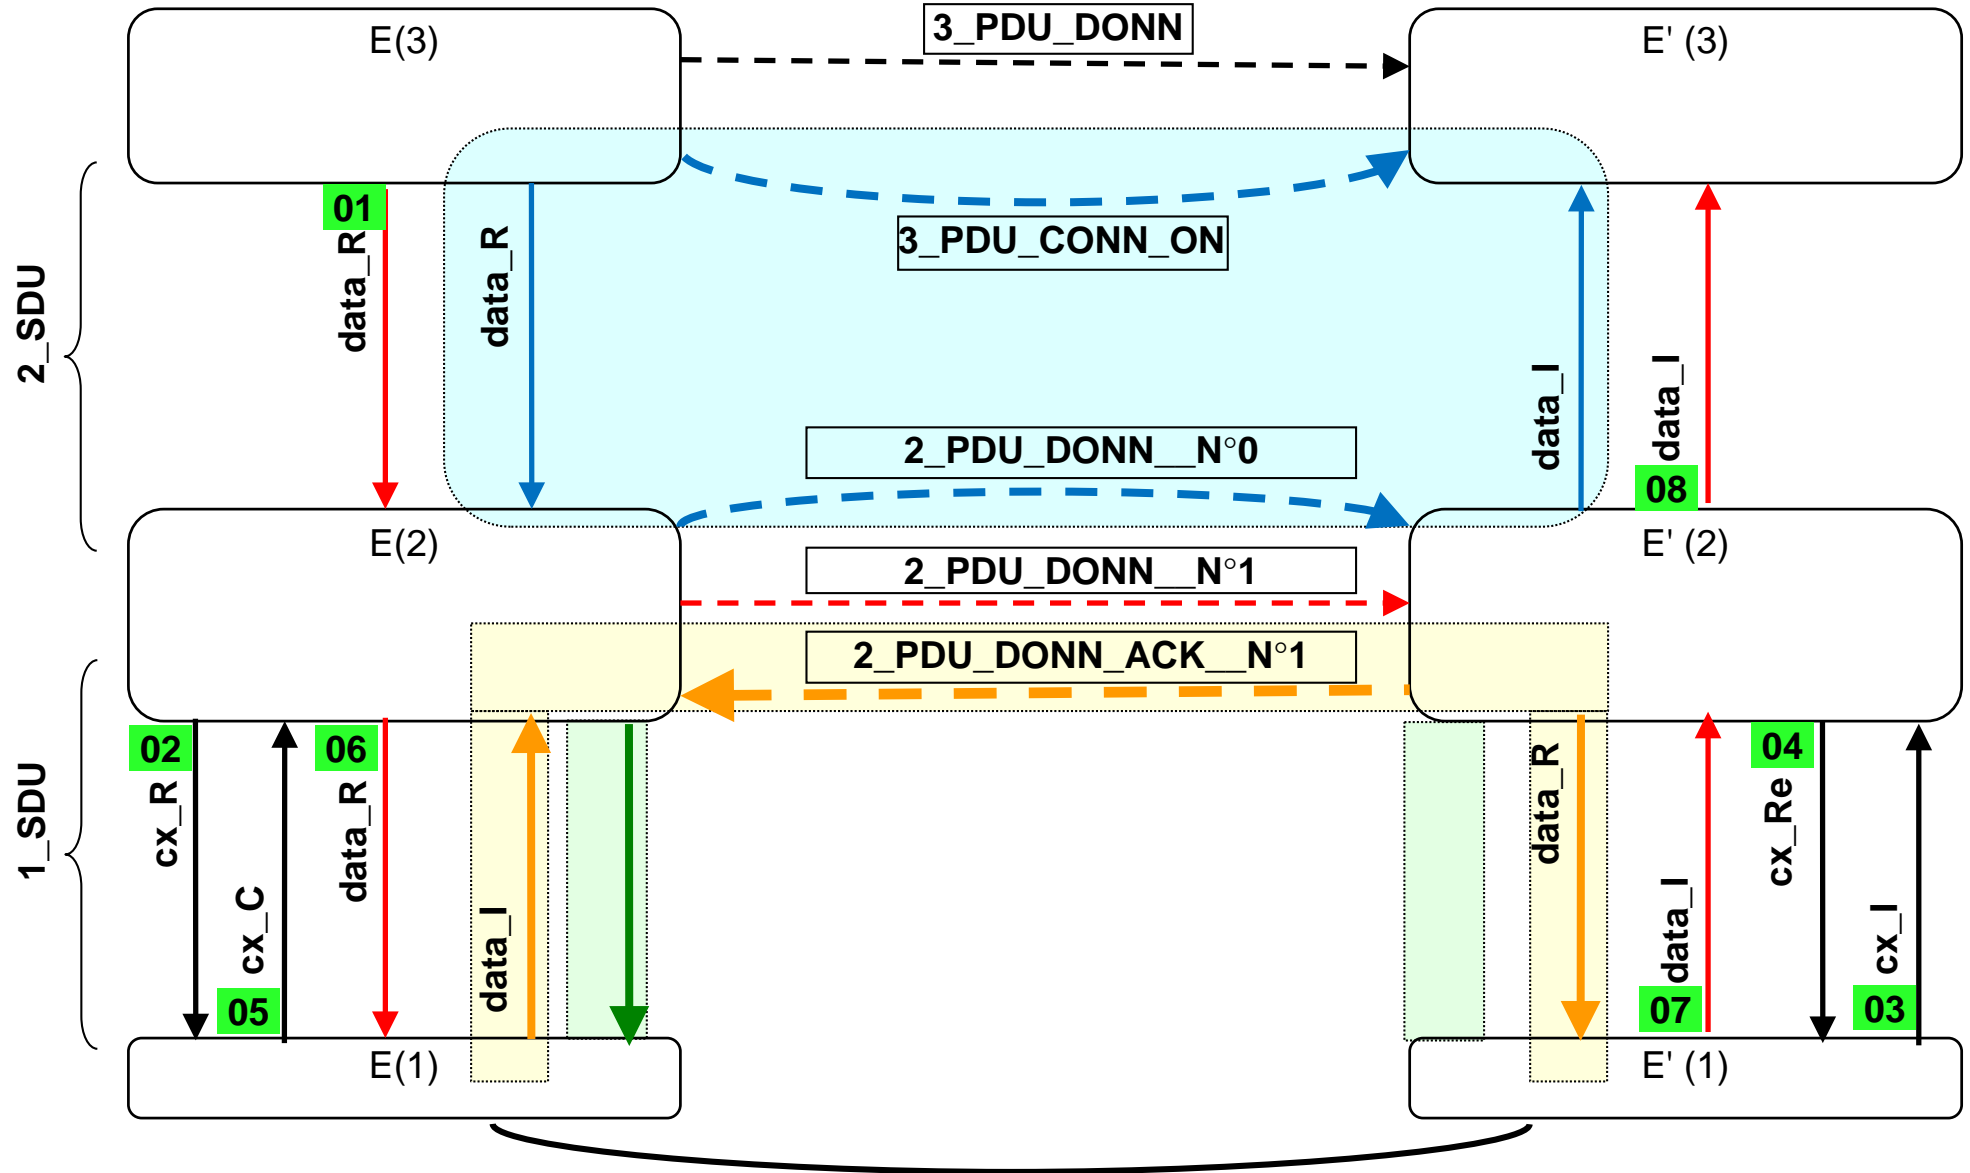 3_PDU_DONN
E(3)
E' (3)
01
data_R
data_R
3_PDU_CONN_ON
2_SDU
data_I
data_I
2_PDU_DONN__N°0
08
E(2)
E' (2)
2_PDU_DONN__N°1
2_PDU_DONN_ACK__N°1
02
06
04
cx_R
data_R
data_R
cx_Re
1_SDU
cx_C
data_I
data_I
cx_I
05
07
03
E(1)
E' (1)